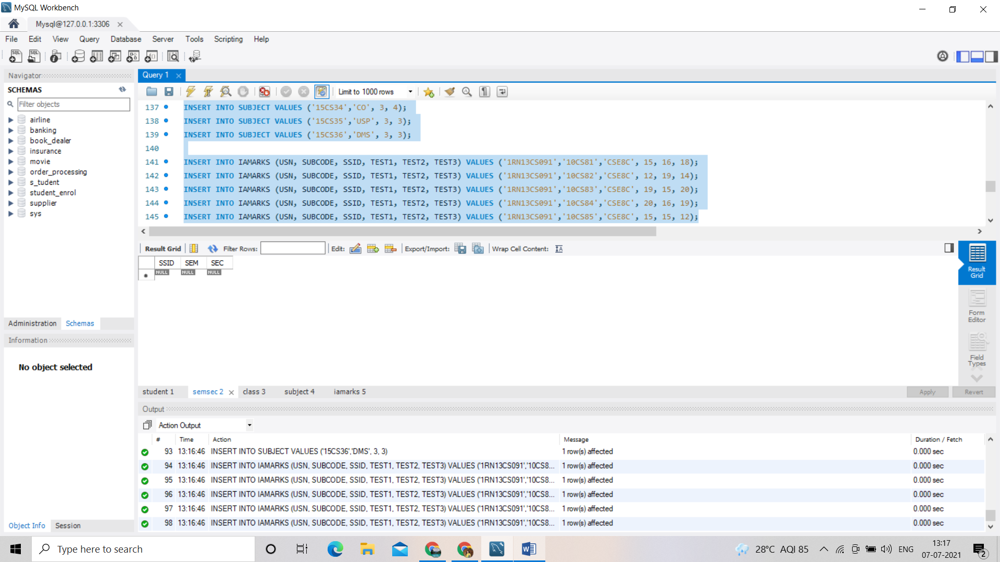 MySQL Workbench
Mysql@127.0.0.1:3306
File Edit View Query Database Server Tools Scripting Help
Navigator
SCHEMAS
Filter objects
airline
banking
book_dealer
insurance
movie
order_processing
s_tudent
student_enrol
supplier
sys
Administration Schemas
Information
No object selected
Object Info Session
Query 1
Limit to 1000 rows
137 INSERT INTO SUBJECT VALUES ('15CS34','CO', 3, 4);
138 INSERT INTO SUBJECT VALUES ('15CS35','USP', 3, 3);
139 INSERT INTO SUBJECT VALUES ('15CS36','DMS', 3, 3);
140
141 INSERT INTO IAMARKS (USN, SUBCODE, SSID, TEST1, TEST2, TEST3) VALUES ('1RN13CS091','10CS81','CSE8C', 15, 16, 18);
142 INSERT INTO IAMARKS (USN, SUBCODE, SSID, TEST1, TEST2, TEST3) VALUES ('1RN13CS091','10CS82','CSE8C', 12, 19, 14);
143 INSERT INTO IAMARKS (USN, SUBCODE, SSID, TEST1, TEST2, TEST3) VALUES ('1RN13CS091','10CS83','CSE8C', 19, 15, 20);
144 INSERT INTO IAMARKS (USN, SUBCODE, SSID, TEST1, TEST2, TEST3) VALUES ('1RN13CS091','10CS84','CSE8C', 20, 16, 19);
145 INSERT INTO IAMARKS (USN, SUBCODE, SSID, TEST1, TEST2, TEST3) VALUES ('1RN13CS091','10CS85','CSE8C', 15, 15, 12);
Result Grid Filter Rows: Edit: Export/Import: Wrap Cell Content:
SSID SEM SEC
NULL NULL NULL
Result
Grid
Form
Editor
Field
Types
student 1 semsec 2 class 3 subject 4 iamarks 5 Apply Revert
Output
Action Output
# Time Action Message Duration / Fetch
93 13:16:46 INSERT INTO SUBJECT VALUES ('15CS36','DMS', 3, 3) 1 row(s) affected 0.000 sec
94 13:16:46 INSERT INTO IAMARKS (USN, SUBCODE, SSID, TEST1, TEST2, TEST3) VALUES ('1RN13CS091','10CS8... 1 row(s) affected 0.000 sec
95 13:16:46 INSERT INTO IAMARKS (USN, SUBCODE, SSID, TEST1, TEST2, TEST3) VALUES ('1RN13CS091','10CS8... 1 row(s) affected 0.000 sec
96 13:16:46 INSERT INTO IAMARKS (USN, SUBCODE, SSID, TEST1, TEST2, TEST3) VALUES ('1RN13CS091','10CS8... 1 row(s) affected 0.000 sec
97 13:16:46 INSERT INTO IAMARKS (USN, SUBCODE, SSID, TEST1, TEST2, TEST3) VALUES ('1RN13CS091','10CS8... 1 row(s) affected 0.000 sec
98 13:16:46 INSERT INTO IAMARKS (USN, SUBCODE, SSID, TEST1, TEST2, TEST3) VALUES ('1RN13CS091','10CS8... 1 row(s) affected 0.000 sec
Type here to search
28°C AQI 85 ENG
13:17
07-07-2021
2